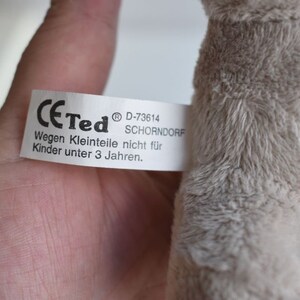 CE Ted® D-73614
SCHORNDORF
Wegen Kleinteile nicht für
Kinder unter 3 Jahren.